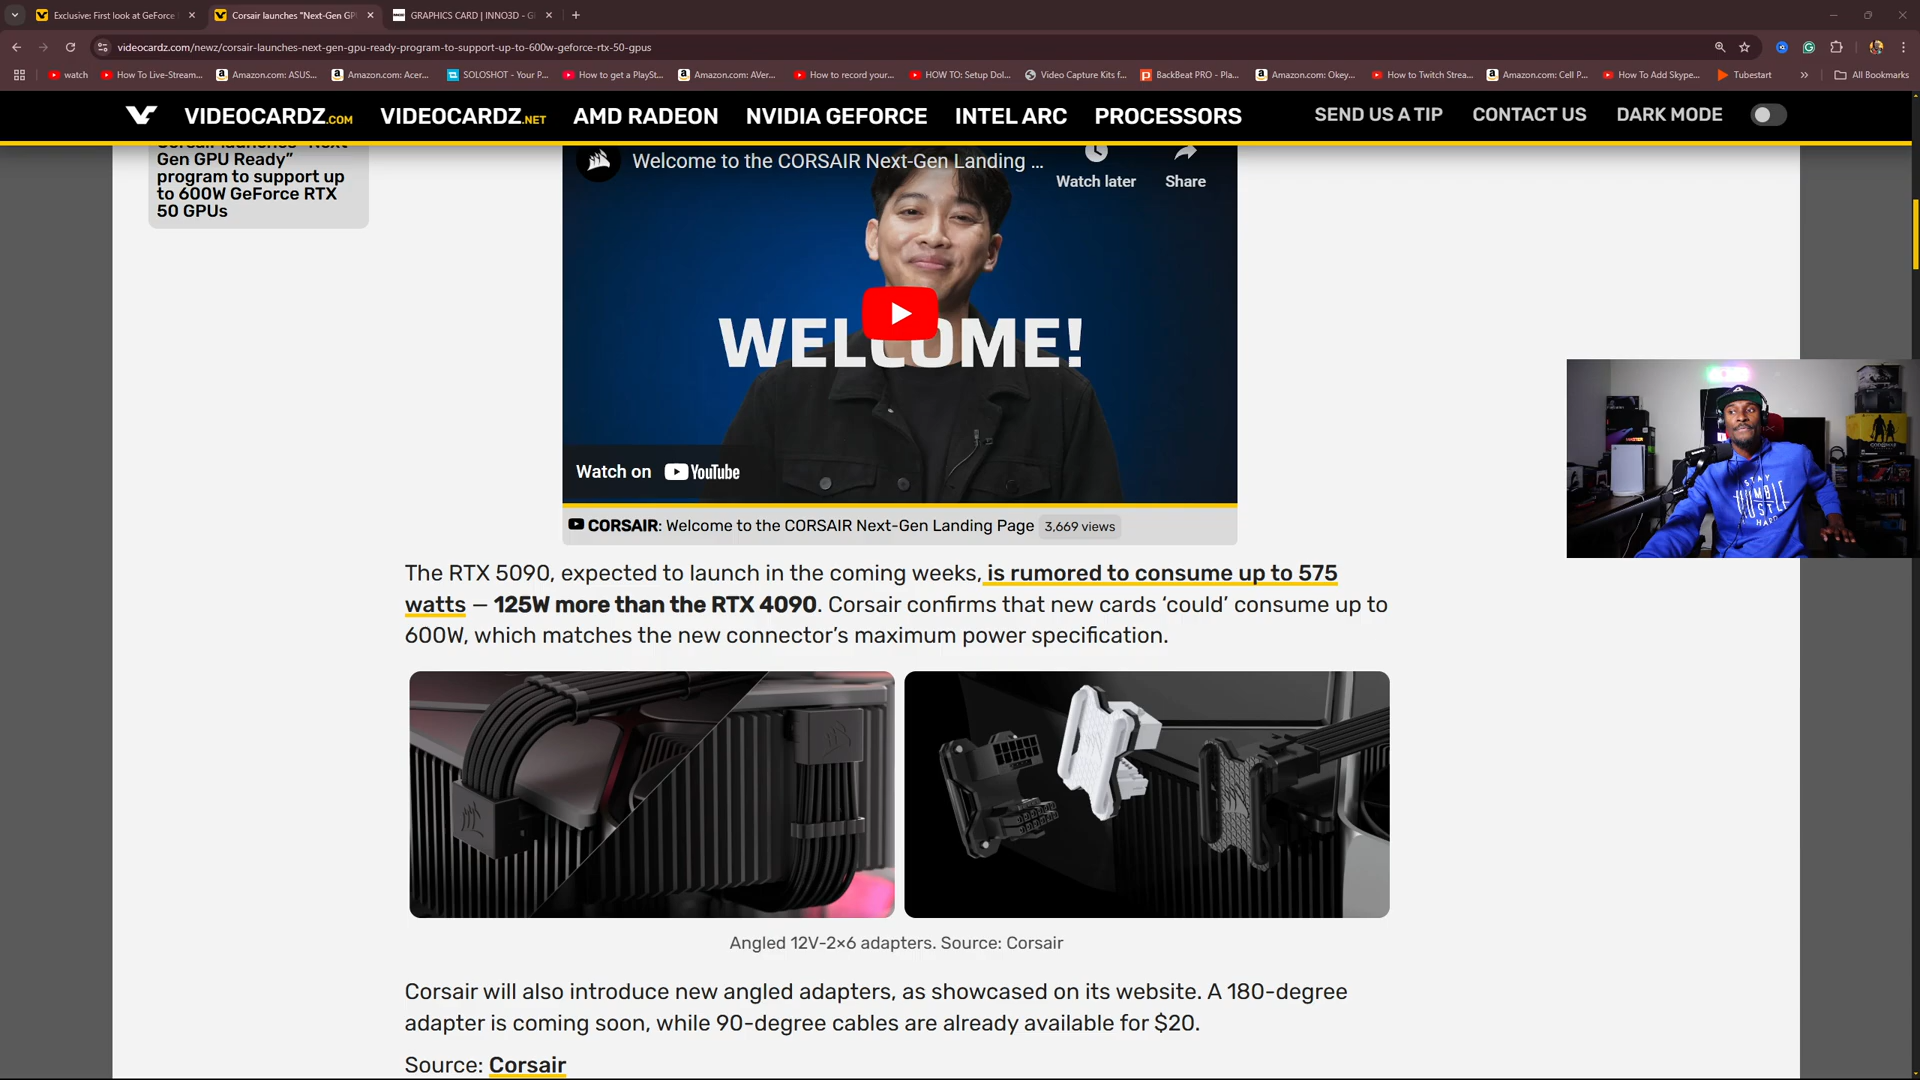 Exclusive: First look at GeForce
Corsair launches "Next-Gen GP
GRAPHICS CARD | INNO3D - G
videocardz.com/newz/corsair-launches-next-gen-gpu-ready-program-to-support-up-to-600w-geforce-rtx-50-gpus
watch
How To Live-Stream...
Amazon.com: ASUS...
Amazon.com: Acer...
SOLOSHOT - Your P...
How to get a PlaySt...
Amazon.com: AVer...
How to record your...
HOW TO: Setup Dol...
Video Capture Kits f...
BackBeat PRO - Pla...
Amazon.com: Okey...
How to Twitch Strea...
Amazon.com: Cell P...
How To Add Skype...
Tubestart
All Bookmarks
VIDEOCARDZ.COM
VIDEOCARDZ.NET
AMD RADEON
NVIDIA GEFORCE
INTEL ARC
PROCESSORS
SEND US A TIP
CONTACT US
DARK MODE
Corsair launches "Next
Gen GPU Ready"
program to support up
to 600W GeForce RTX
50 GPUs
Welcome to the CORSAIR Next-Gen Landing ...
Watch later
Share
WELCOME!
Watch on YouTube
CORSAIR: Welcome to the CORSAIR Next-Gen Landing Page 3,669 views
STAY
HUMBLE
HUSTLE
HARD
The RTX 5090, expected to launch in the coming weeks, is rumored to consume up to 575
watts — 125W more than the RTX 4090. Corsair confirms that new cards ‘could’ consume up to
600W, which matches the new connector’s maximum power specification.
Angled 12V-2×6 adapters. Source: Corsair
Corsair will also introduce new angled adapters, as showcased on its website. A 180-degree
adapter is coming soon, while 90-degree cables are already available for $20.
Source: Corsair